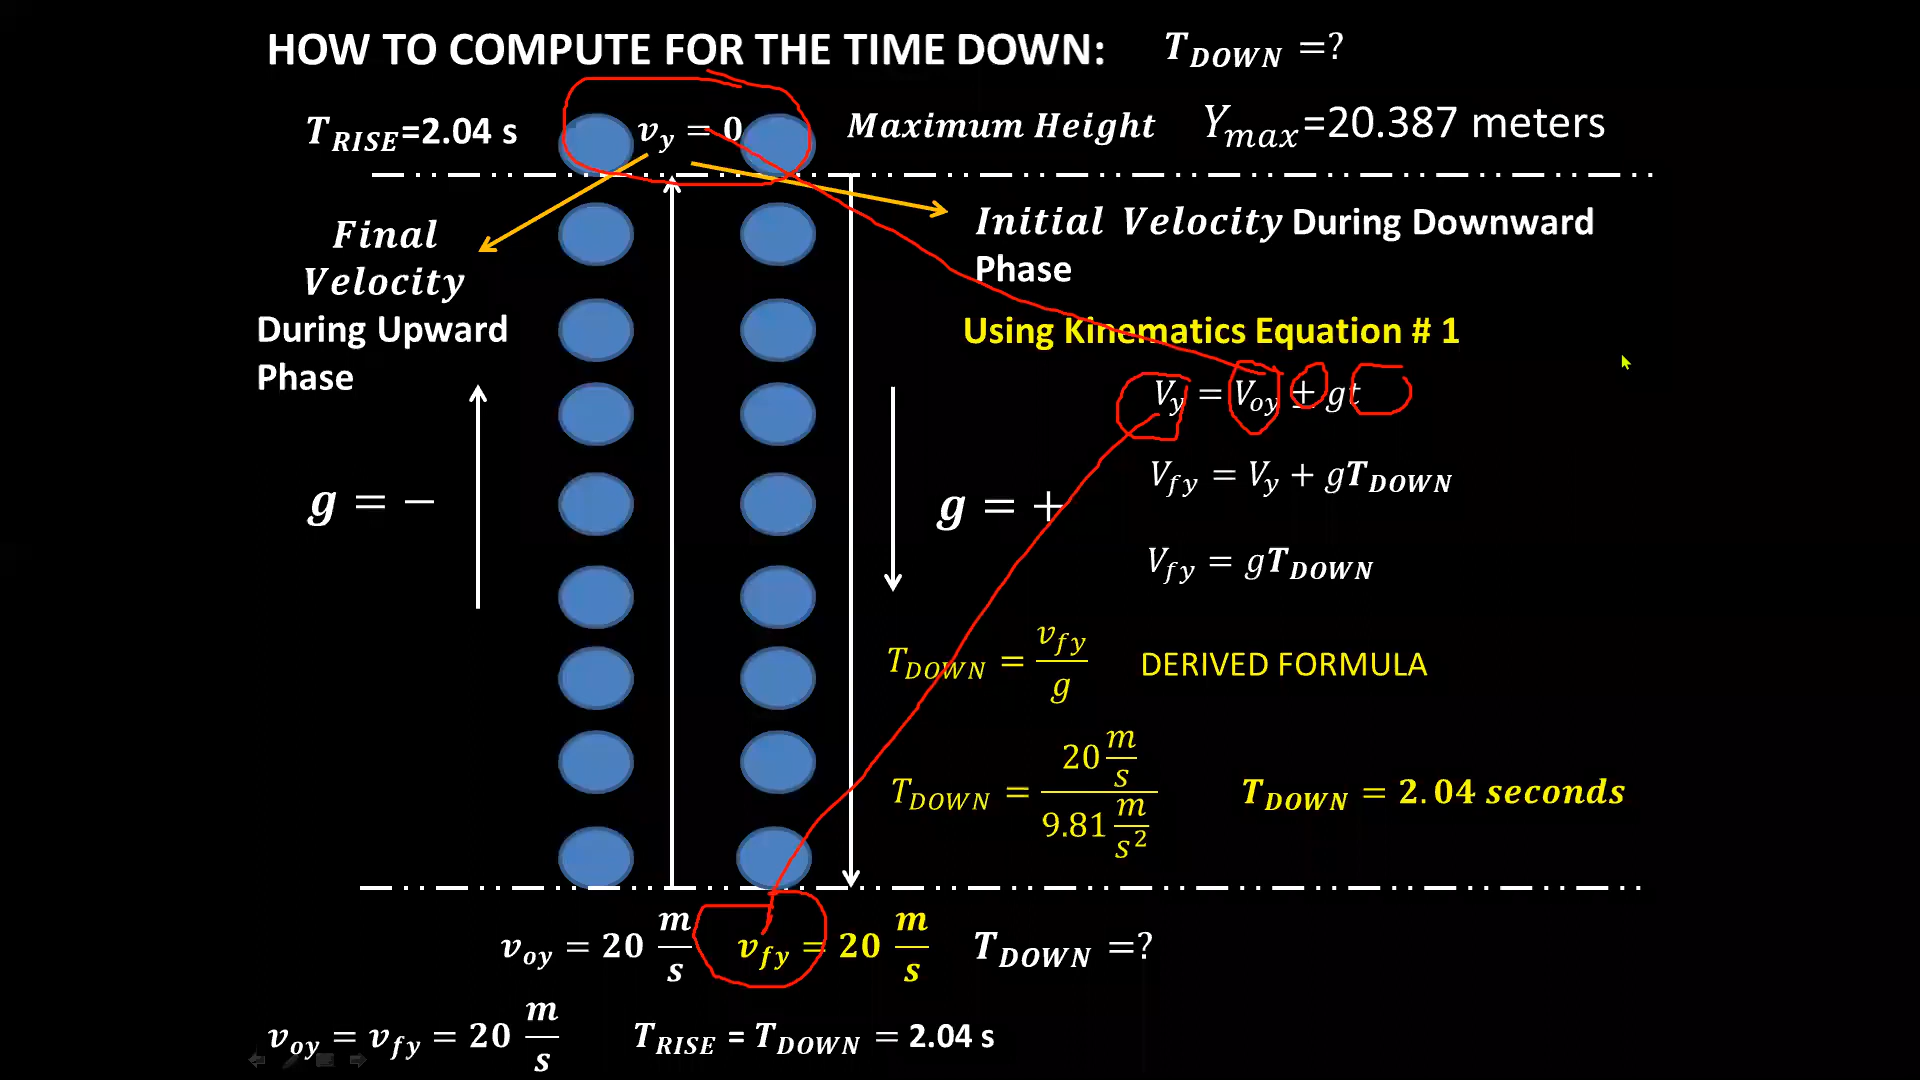 HOW TO COMPUTE FOR THE TIME DOWN: T_DOWN =?
T_RISE=2.04 s v_y = 0 Maximum Height Y_max=20.387 meters
Final
Velocity
During Upward
Phase
Initial Velocity During Downward
Phase
Using Kinematics Equation # 1
V_y = V_oy ± gt
V_fy = V_y + gT_DOWN
g = −
g = +
V_fy = gT_DOWN
T_DOWN = v_fy / g DERIVED FORMULA
T_DOWN = 20 m/s / 9.81 m/s² T_DOWN = 2.04 seconds
v_oy = 20 m/s v_fy = 20 m/s T_DOWN =?
v_oy = v_fy = 20 m/s T_RISE = T_DOWN = 2.04 s